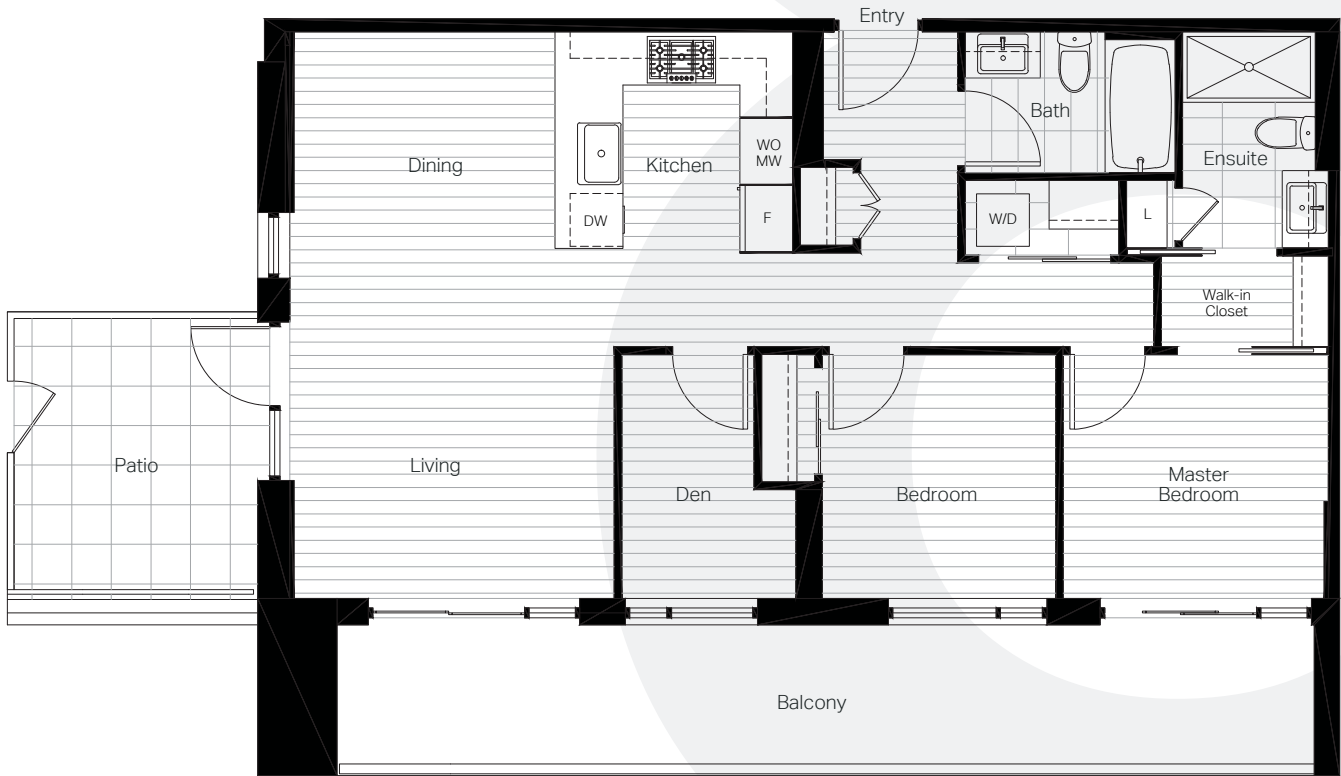 Entry
Bath
Dining
Kitchen
WO
MW
Ensuite
DW
F
W/D
L
Walk-in
Closet
Patio
Living
Den
Bedroom
Master
Bedroom
Balcony